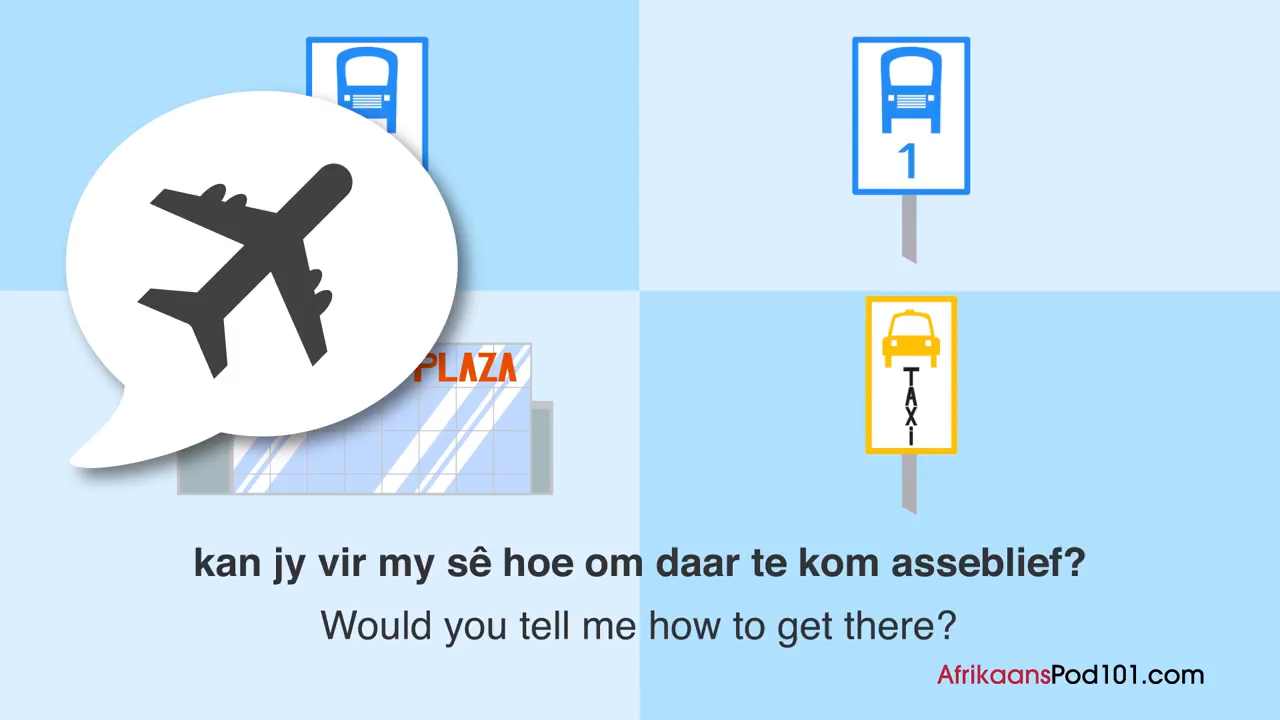 1
PLAZA
TAXi
kan jy vir my sê hoe om daar te kom asseblief?
Would you tell me how to get there?
AfrikaansPod101.com